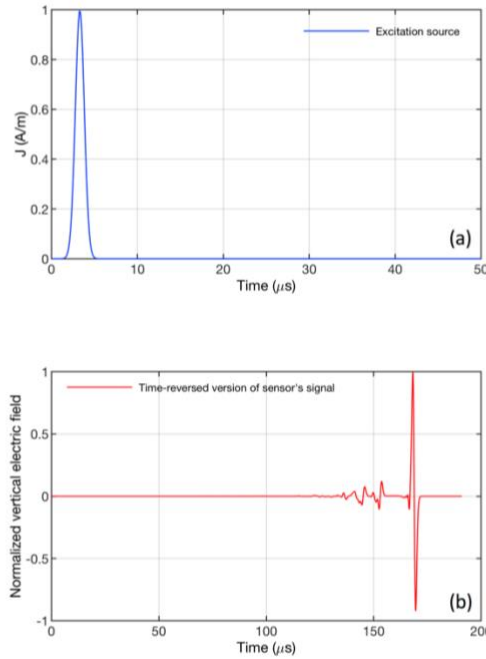 1
Excitation source
0.8
0.6
J (A/m)
0.4
0.2
(a)
0
0 10 20 30 40 50
Time (μs)
1
Time-reversed version of sensor's signal
0.5
Normalized vertical electric field
0
-0.5
(b)
-1
0 50 100 150 200
Time (μs)